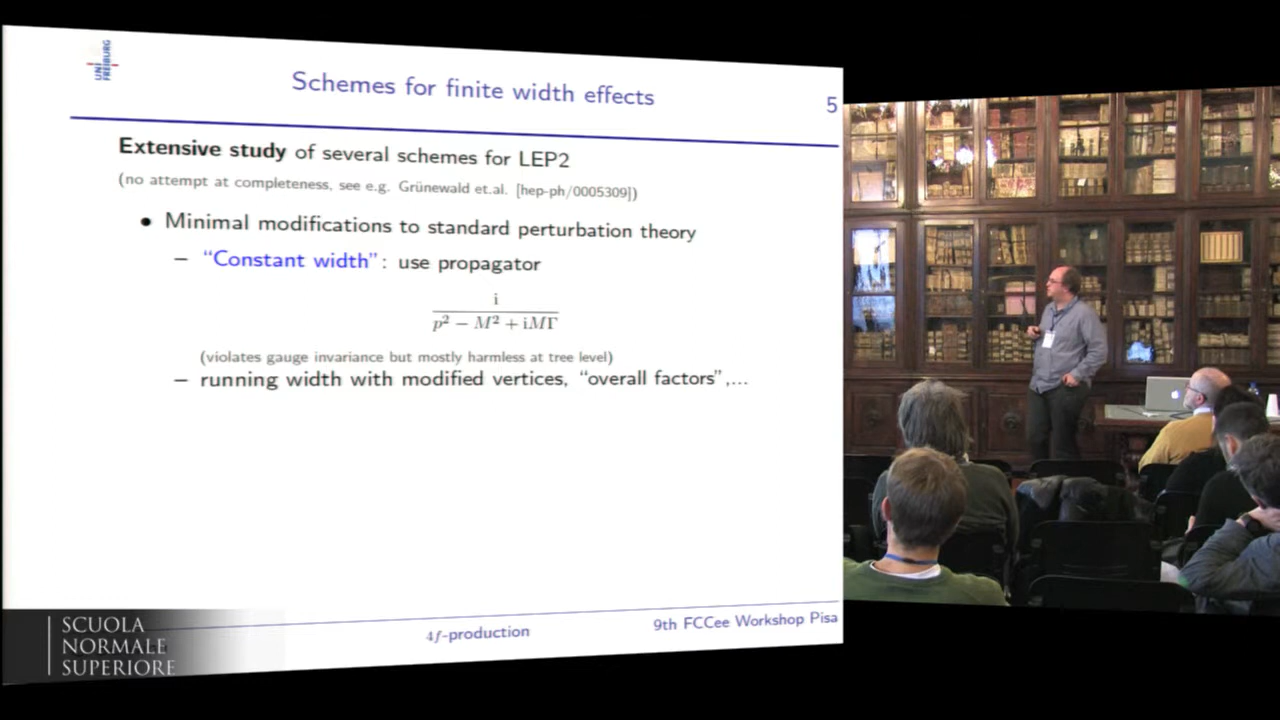 UNI
FREIBURG
Schemes for finite width effects
5
Extensive study of several schemes for LEP2
(no attempt at completeness, see e.g. Grünewald et.al. [hep-ph/0005309])
• Minimal modifications to standard perturbation theory
– “Constant width”: use propagator
i
p² − M² + iMΓ
(violates gauge invariance but mostly harmless at tree level)
– running width with modified vertices, “overall factors”,...
4f-production
9th FCCee Workshop Pisa
SCUOLA
NORMALE
SUPERIORE